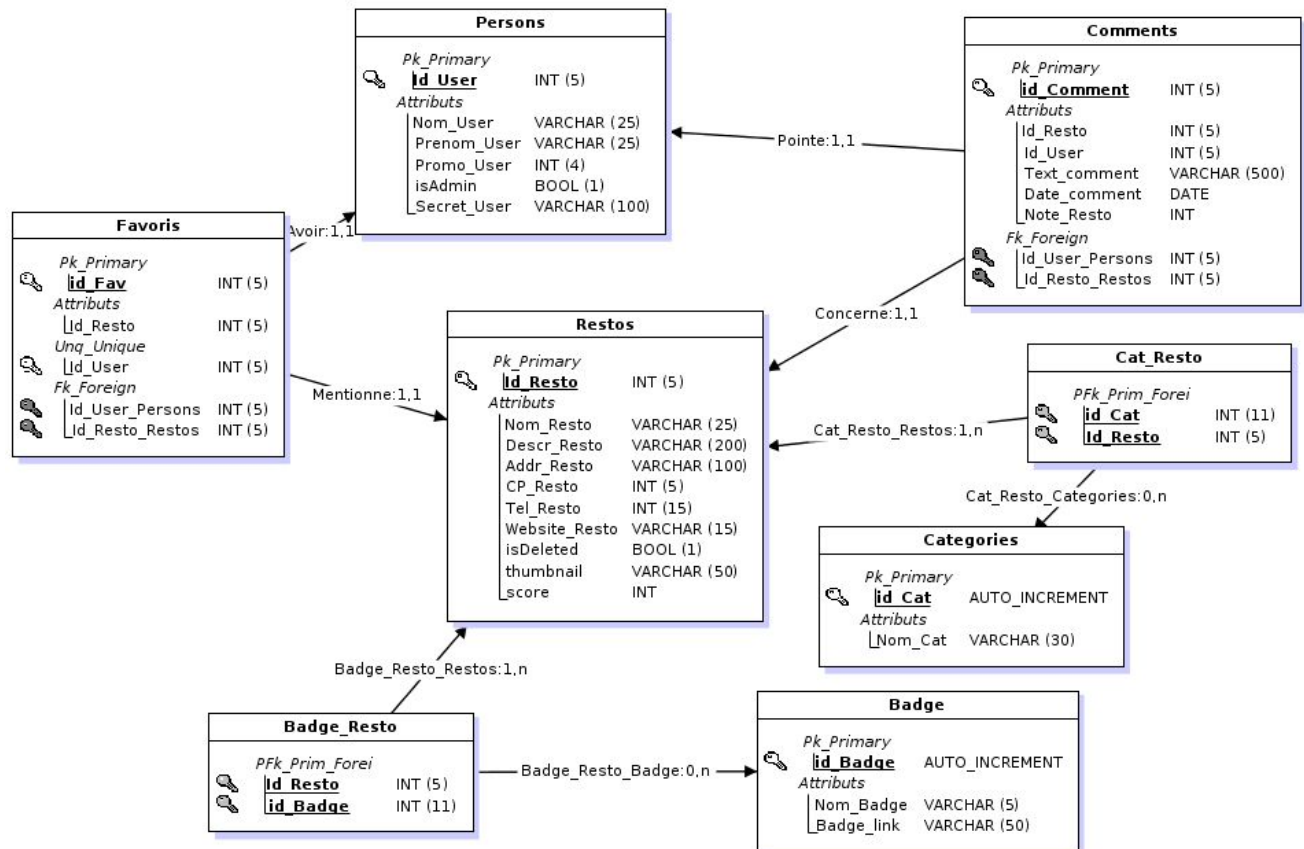 Persons
Pk_Primary
Id_User INT (5)
Attributs
Nom_User VARCHAR (25)
Prenom_User VARCHAR (25)
Promo_User INT (4)
isAdmin BOOL (1)
Secret_User VARCHAR (100)
Comments
Pk_Primary
id_Comment INT (5)
Attributs
Id_Resto INT (5)
Id_User INT (5)
Text_comment VARCHAR (500)
Date_comment DATE
Note_Resto INT
Fk_Foreign
Id_User_Persons INT (5)
Id_Resto_Restos INT (5)
Pointe:1,1
Avoir:1,1
Favoris
Pk_Primary
id_Fav INT (5)
Attributs
Id_Resto INT (5)
Unq_Unique
Id_User INT (5)
Fk_Foreign
Id_User_Persons INT (5)
Id_Resto_Restos INT (5)
Mentionne:1,1
Concerne:1,1
Restos
Pk_Primary
Id_Resto INT (5)
Attributs
Nom_Resto VARCHAR (25)
Descr_Resto VARCHAR (200)
Addr_Resto VARCHAR (100)
CP_Resto INT (5)
Tel_Resto INT (15)
Website_Resto VARCHAR (15)
isDeleted BOOL (1)
thumbnail VARCHAR (50)
score INT
Cat_Resto
PFk_Prim_Forei
id_Cat INT (11)
Id_Resto INT (5)
Cat_Resto_Restos:1,n
Cat_Resto_Categories:0,n
Categories
Pk_Primary
id_Cat AUTO_INCREMENT
Attributs
Nom_Cat VARCHAR (30)
Badge_Resto_Restos:1,n
Badge_Resto
PFk_Prim_Forei
Id_Resto INT (5)
id_Badge INT (11)
Badge_Resto_Badge:0,n
Badge
Pk_Primary
id_Badge AUTO_INCREMENT
Attributs
Nom_Badge VARCHAR (5)
Badge_link VARCHAR (50)